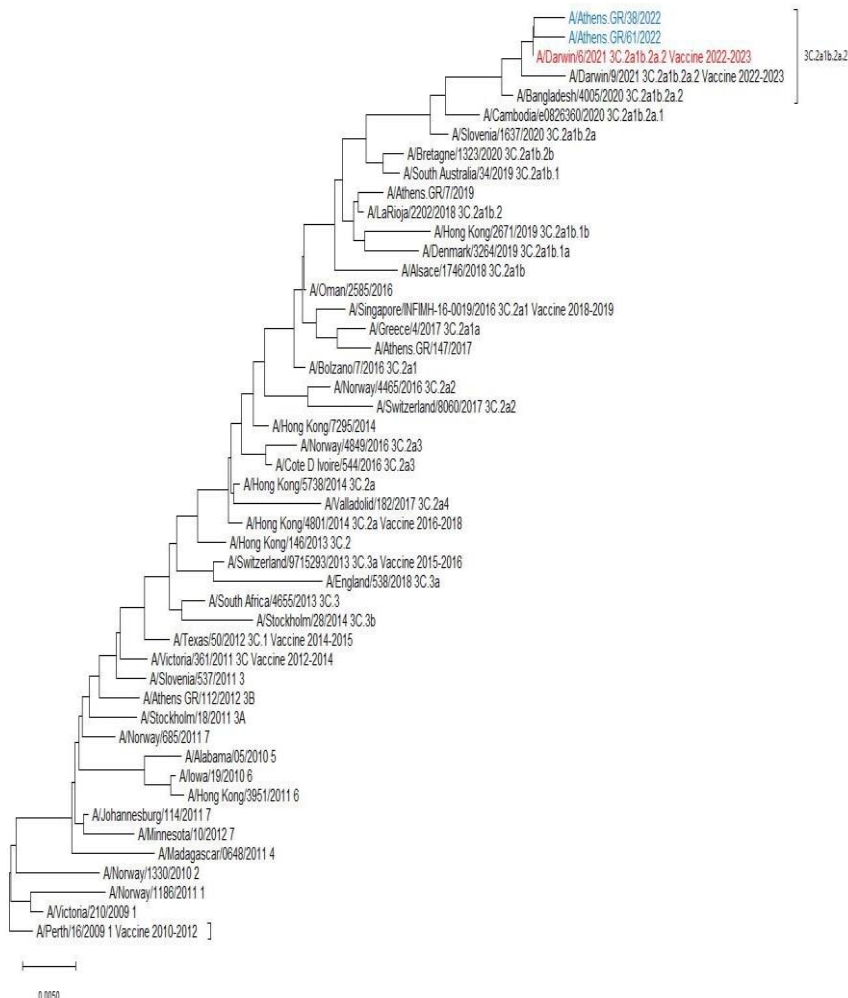 A/Athens.GR/38/2022
A/Athens.GR/61/2022
A/Darwin/6/2021 3C.2a1b.2a.2 Vaccine 2022-2023
3C.2a1b.2a.2
A/Darwin/9/2021 3C.2a1b.2a.2 Vaccine 2022-2023
A/Bangladesh/4005/2020 3C.2a1b.2a.2
A/Cambodia/e0826360/2020 3C.2a1b.2a.1
A/Slovenia/1637/2020 3C.2a1b.2a
A/Bretagne/1323/2020 3C.2a1b.2b
A/South Australia/34/2019 3C.2a1b.1
A/Athens.GR/7/2019
A/LaRioja/2202/2018 3C.2a1b.2
A/Hong Kong/2671/2019 3C.2a1b.1b
A/Denmark/3264/2019 3C.2a1b.1a
A/Alsace/1746/2018 3C.2a1b
A/Oman/2585/2016
A/Singapore/INFIMH-16-0019/2016 3C.2a1 Vaccine 2018-2019
A/Greece/4/2017 3C.2a1a
A/Athens.GR/147/2017
A/Bolzano/7/2016 3C.2a1
A/Norway/4465/2016 3C.2a2
A/Switzerland/8060/2017 3C.2a2
A/Hong Kong/7295/2014
A/Norway/4849/2016 3C.2a3
A/Cote D Ivoire/544/2016 3C.2a3
A/Hong Kong/5738/2014 3C.2a
A/Valladolid/182/2017 3C.2a4
A/Hong Kong/4801/2014 3C.2a Vaccine 2016-2018
A/Hong Kong/146/2013 3C.2
A/Switzerland/9715293/2013 3C.3a Vaccine 2015-2016
A/England/538/2018 3C.3a
A/South Africa/4655/2013 3C.3
A/Stockholm/28/2014 3C.3b
A/Texas/50/2012 3C.1 Vaccine 2014-2015
A/Victoria/361/2011 3C Vaccine 2012-2014
A/Slovenia/537/2011 3
A/Athens GR/112/2012 3B
A/Stockholm/18/2011 3A
A/Norway/685/2011 7
A/Alabama/05/2010 5
A/Iowa/19/2010 6
A/Hong Kong/3951/2011 6
A/Johannesburg/114/2011 7
A/Minnesota/10/2012 7
A/Madagascar/0648/2011 4
A/Norway/1330/2010 2
A/Norway/1186/2011 1
A/Victoria/210/2009 1
A/Perth/16/2009 1 Vaccine 2010-2012
0.0050